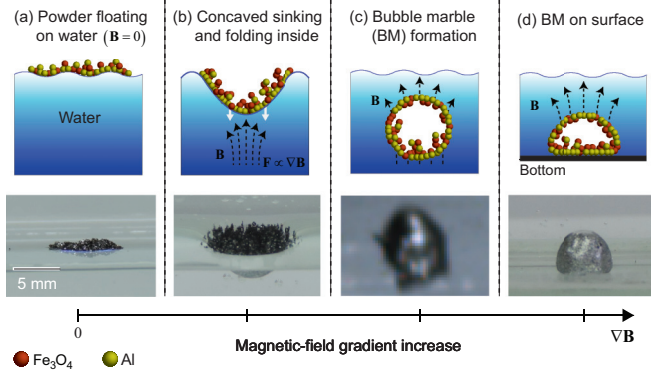 (a) Powder floating
on water (B = 0)
(b) Concaved sinking
and folding inside
(c) Bubble marble
(BM) formation
(d) BM on surface
Water
B
F ∝ ∇B
B
B
Bottom
5 mm
0
Magnetic-field gradient increase
∇B
Fe₃O₄
Al